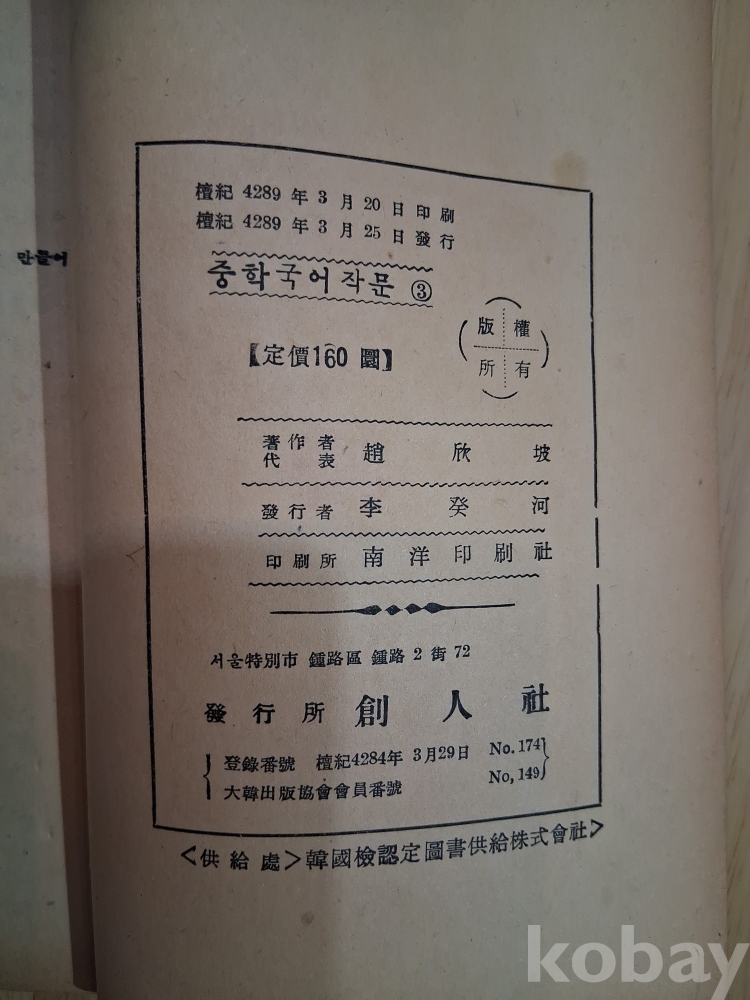 만들어
檀紀 4289 年 3 月 20 日 印刷
檀紀 4289 年 3 月 25 日 發行
중학국어작문 ③
版權
所有
【定價160 圜】
著作者
代表 趙欣坡
發行者 李癸河
印刷所 南洋印刷社
서울特別市 鍾路區 鍾路 2 街 72
發行所 創人社
登錄番號 檀紀4284年 3月29日 No. 174
大韓出版協會會員番號 No, 149
<供給處>韓國檢認定圖書供給株式會社>
kobay